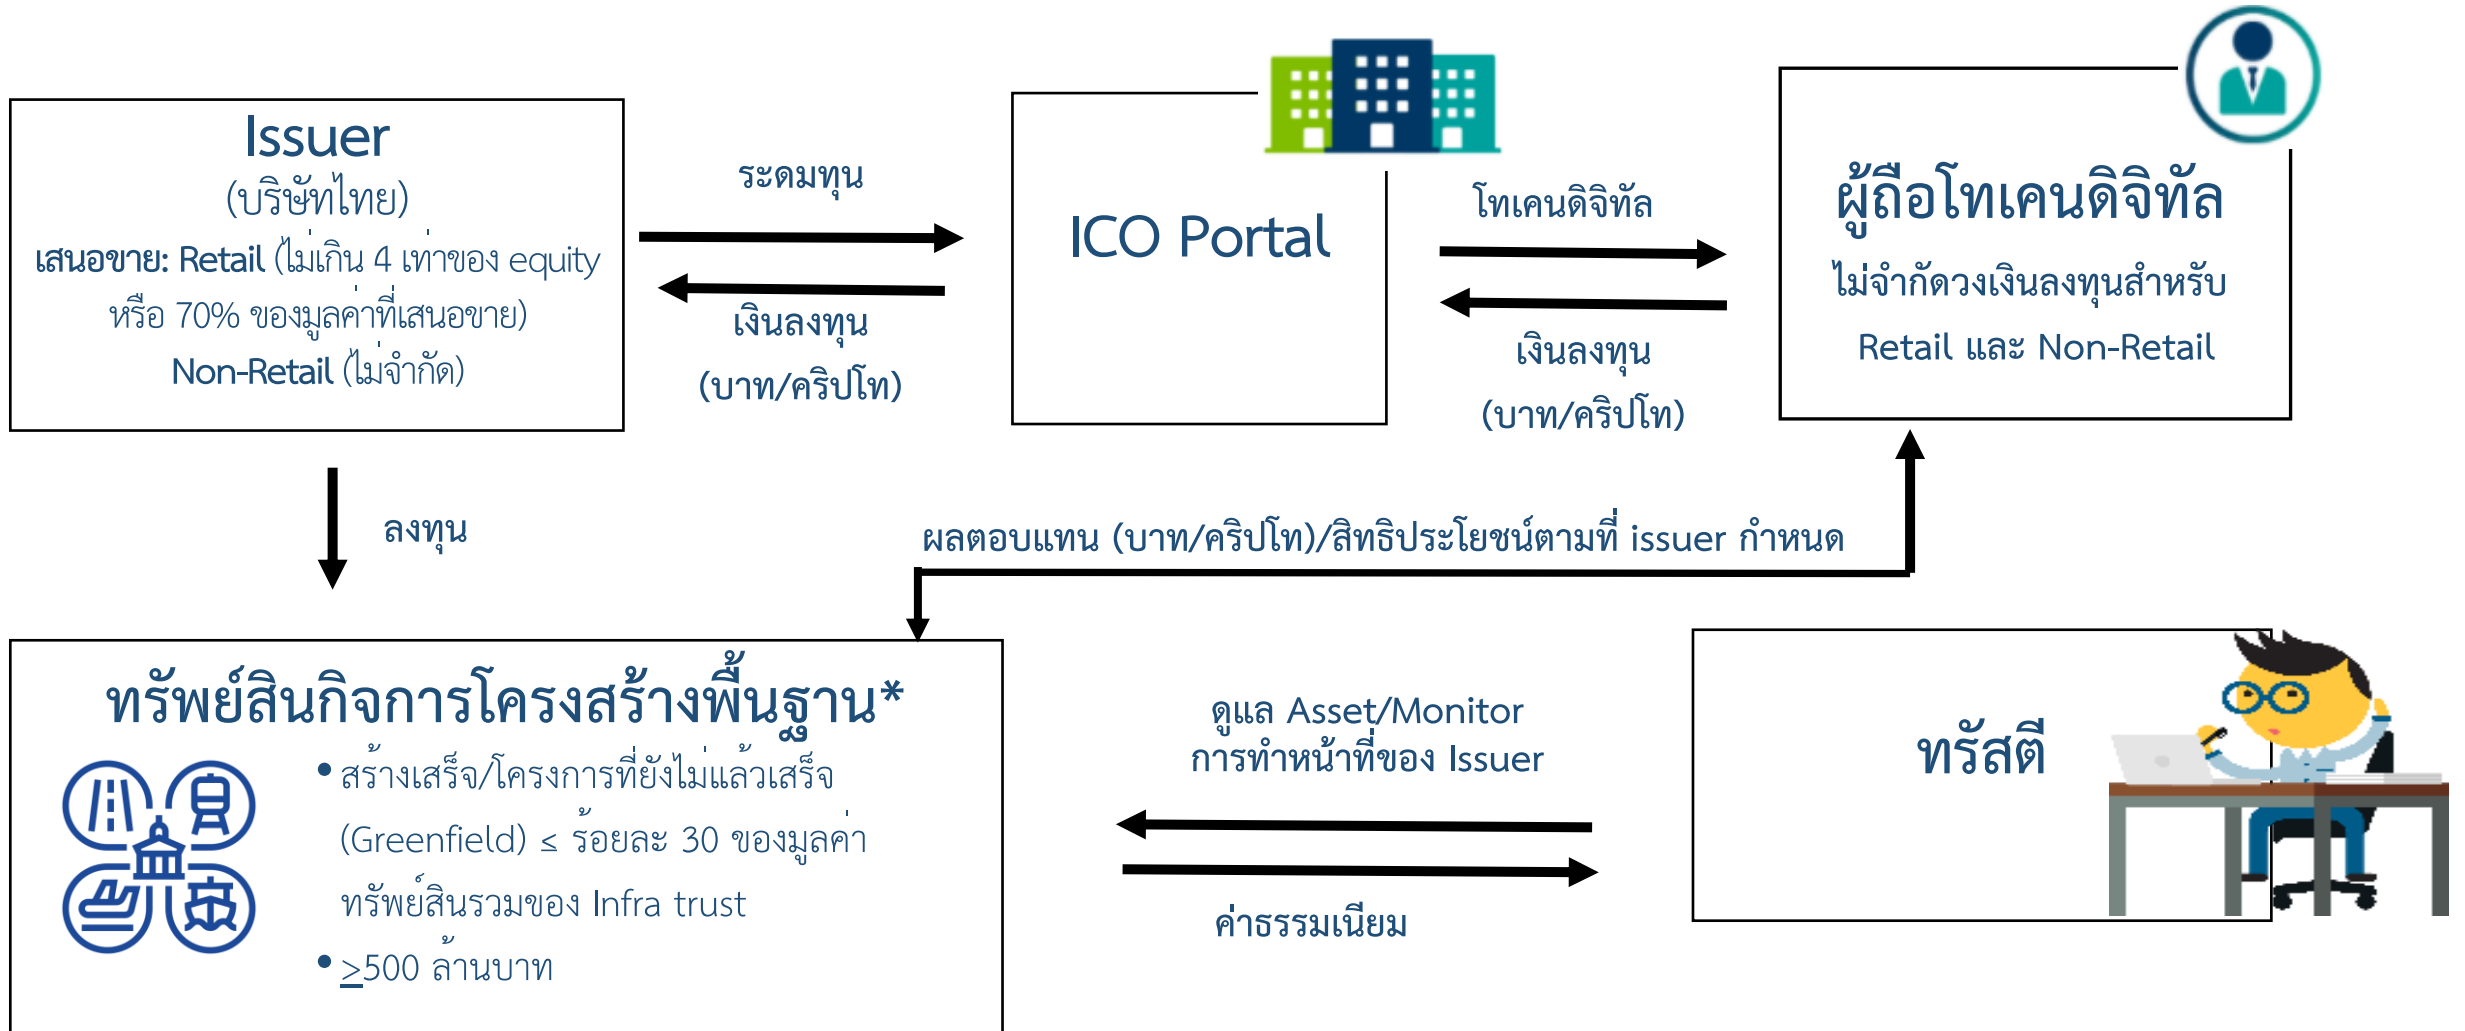 Issuer
(บริษัทไทย)
เสนอขาย: Retail (ไม่เกิน 4 เท่าของ equity
หรือ 70% ของมูลค่าที่เสนอขาย)
Non-Retail (ไม่จำกัด)
ระดมทุน
เงินลงทุน
(บาท/คริปโท)
ICO Portal
โทเคนดิจิทัล
เงินลงทุน
(บาท/คริปโท)
ผู้ถือโทเคนดิจิทัล
ไม่จำกัดวงเงินลงทุนสำหรับ
Retail และ Non-Retail
ลงทุน
ผลตอบแทน (บาท/คริปโท)/สิทธิประโยชน์ตามที่ issuer กำหนด
ทรัพย์สินกิจการโครงสร้างพื้นฐาน*
• สร้างเสร็จ/โครงการที่ยังไม่แล้วเสร็จ
(Greenfield) ≤ ร้อยละ 30 ของมูลค่า
ทรัพย์สินรวมของ Infra trust
• ≥500 ล้านบาท
ดูแล Asset/Monitor
การทำหน้าที่ของ Issuer
ค่าธรรมเนียม
ทรัสตี